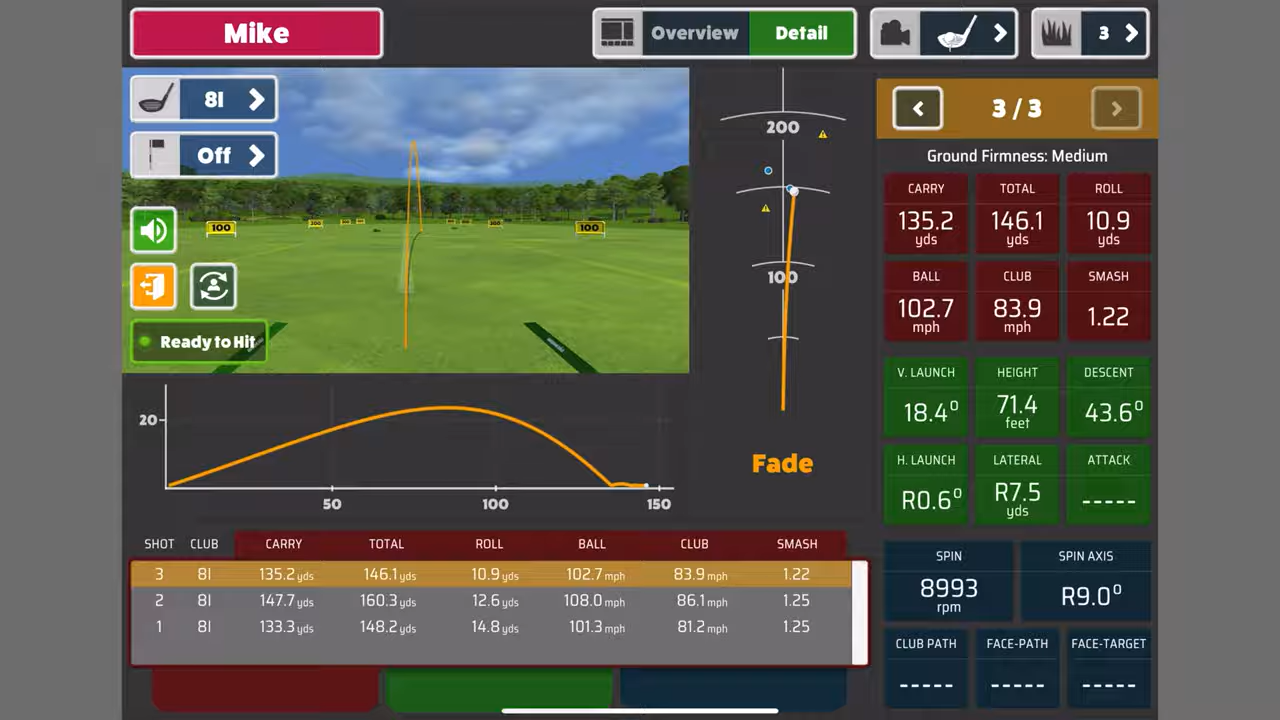 Mike
Overview Detail
3
8I
Off
100 200 200 100
Ready to Hit
200
100
Fade
20
50 100 150
3 / 3
Ground Firmness: Medium
CARRY TOTAL ROLL
135.2 146.1 10.9
yds yds yds
BALL CLUB SMASH
102.7 83.9 1.22
mph mph
V. LAUNCH HEIGHT DESCENT
18.4º 71.4 43.6º
feet
H. LAUNCH LATERAL ATTACK
R0.6º R7.5 -----
yds
SPIN SPIN AXIS
8993 R9.0º
rpm
CLUB PATH FACE-PATH FACE-TARGET
----- ----- -----
SHOT CLUB CARRY TOTAL ROLL BALL CLUB SMASH
3 8I 135.2 yds 146.1 yds 10.9 yds 102.7 mph 83.9 mph 1.22
2 8I 147.7 yds 160.3 yds 12.6 yds 108.0 mph 86.1 mph 1.25
1 8I 133.3 yds 148.2 yds 14.8 yds 101.3 mph 81.2 mph 1.25